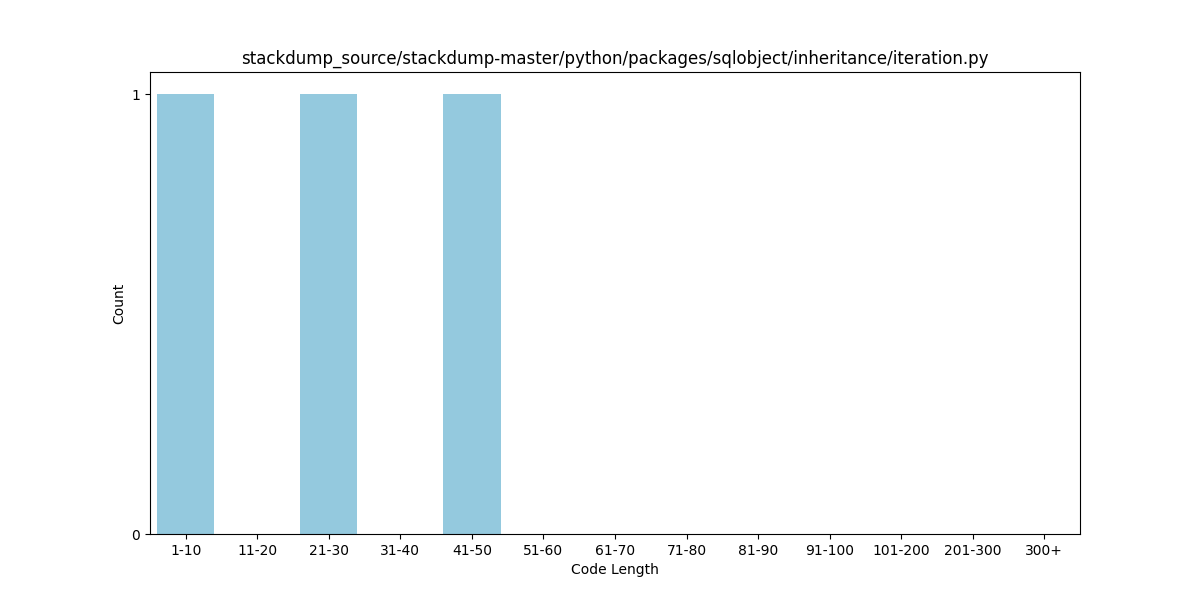 stackdump_source/stackdump-master/python/packages/sqlobject/inheritance/iteration.py
1
Count
0
1-10 11-20 21-30 31-40 41-50 51-60 61-70 71-80 81-90 91-100 101-200 201-300 300+
Code Length